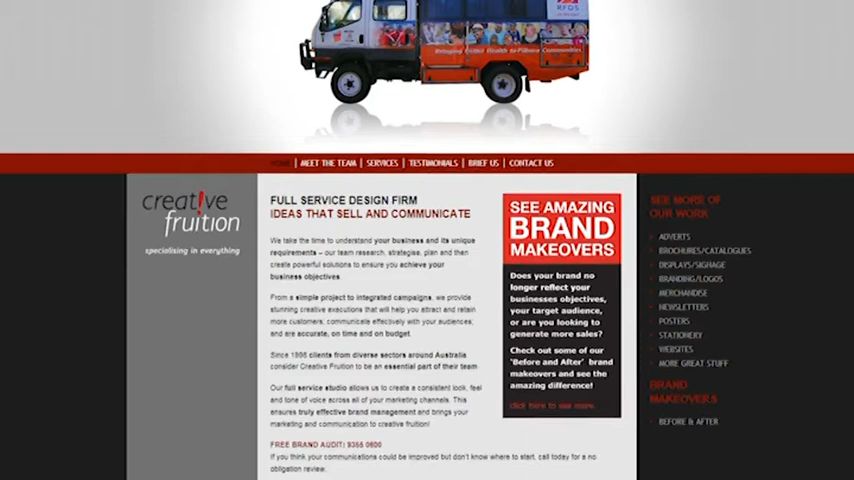 RFDS
Bringing Dental Health to Pilbara Communities
HOME | MEET THE TEAM | SERVICES | TESTIMONIALS | BRIEF US | CONTACT US
creat!ve
fruition
specialising in everything
FULL SERVICE DESIGN FIRM
IDEAS THAT SELL AND COMMUNICATE
We take the time to understand your business and its unique
requirements – our team research, strategise, plan and then
create powerful solutions to ensure you achieve your
business objectives.
From a simple project to integrated campaigns, we provide
stunning creative executions that will help you attract and retain
more customers; communicate effectively with your audiences;
and are accurate, on time and on budget.
Since 1998 clients from diverse sectors around Australia
consider Creative Fruition to be an essential part of their team
Our full service studio allows us to create a consistent look, feel
and tone of voice across all of your marketing channels. This
ensures truly effective brand management and brings your
marketing and communication to creative fruition!
FREE BRAND AUDIT: 9355 0600
If you think your communications could be improved but don't know where to start, call today for a no
obligation review.
SEE AMAZING
BRAND
MAKEOVERS
Does your brand no
longer reflect your
businesses objectives,
your target audience,
or are you looking to
generate more sales?
Check out some of our
'Before and After' brand
makeovers and see the
amazing difference!
click here to see more.
SEE MORE OF
OUR WORK
ADVERTS
BROCHURES/CATALOGUES
DISPLAYS/SIGNAGE
BRANDING/LOGOS
MERCHANDISE
NEWSLETTERS
POSTERS
STATIONERY
WEBSITES
MORE GREAT STUFF
BRAND
MAKEOVERS
BEFORE & AFTER